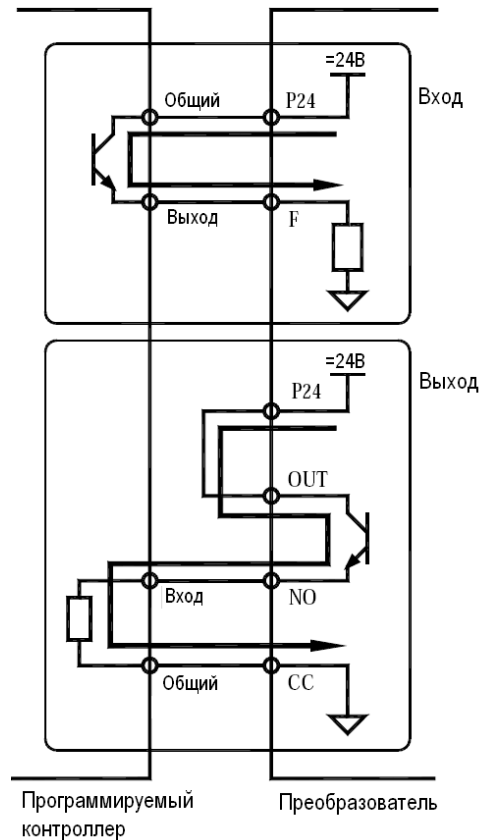 =24В
Общий
P24
Вход
Выход
F
=24В
P24
Выход
OUT
Вход
NO
Общий
CC
Программируемый
контроллер
Преобразователь